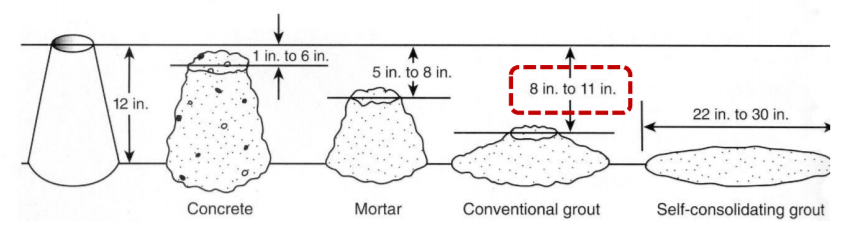 12 in.
1 in. to 6 in.
5 in. to 8 in.
8 in. to 11 in.
22 in. to 30 in.
Concrete
Mortar
Conventional grout
Self-consolidating grout